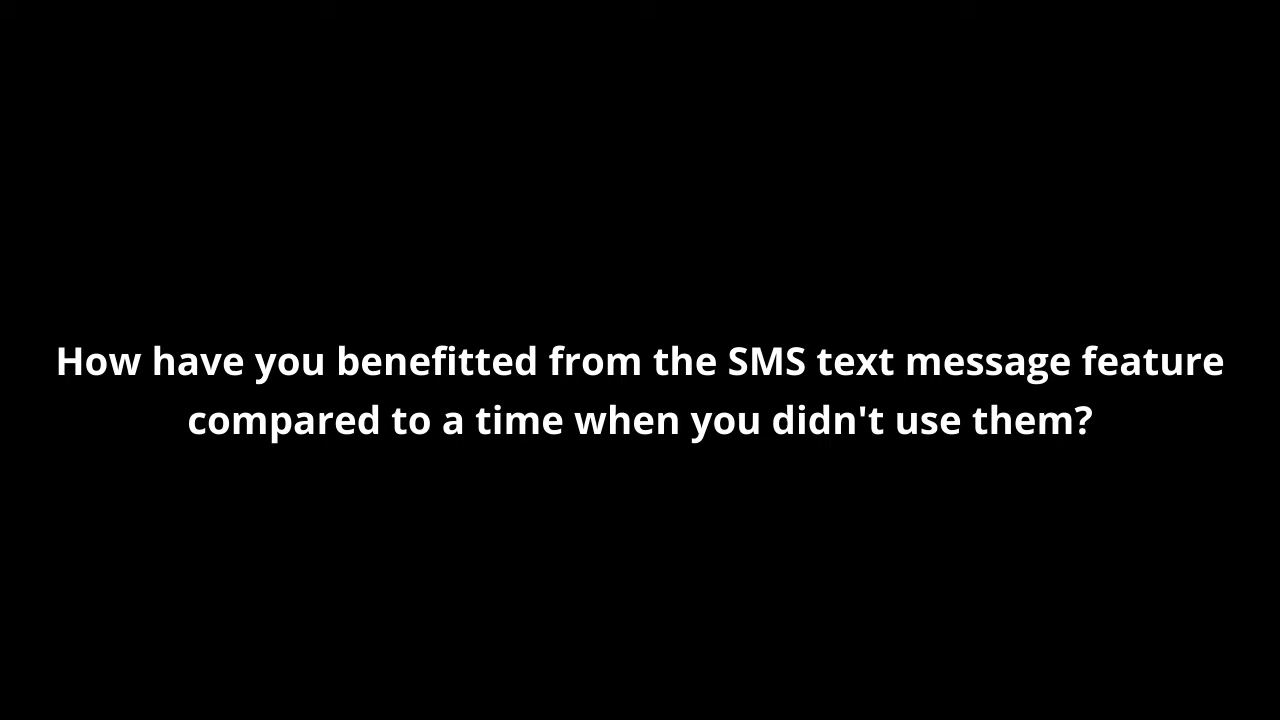 How have you benefitted from the SMS text message feature
compared to a time when you didn't use them?